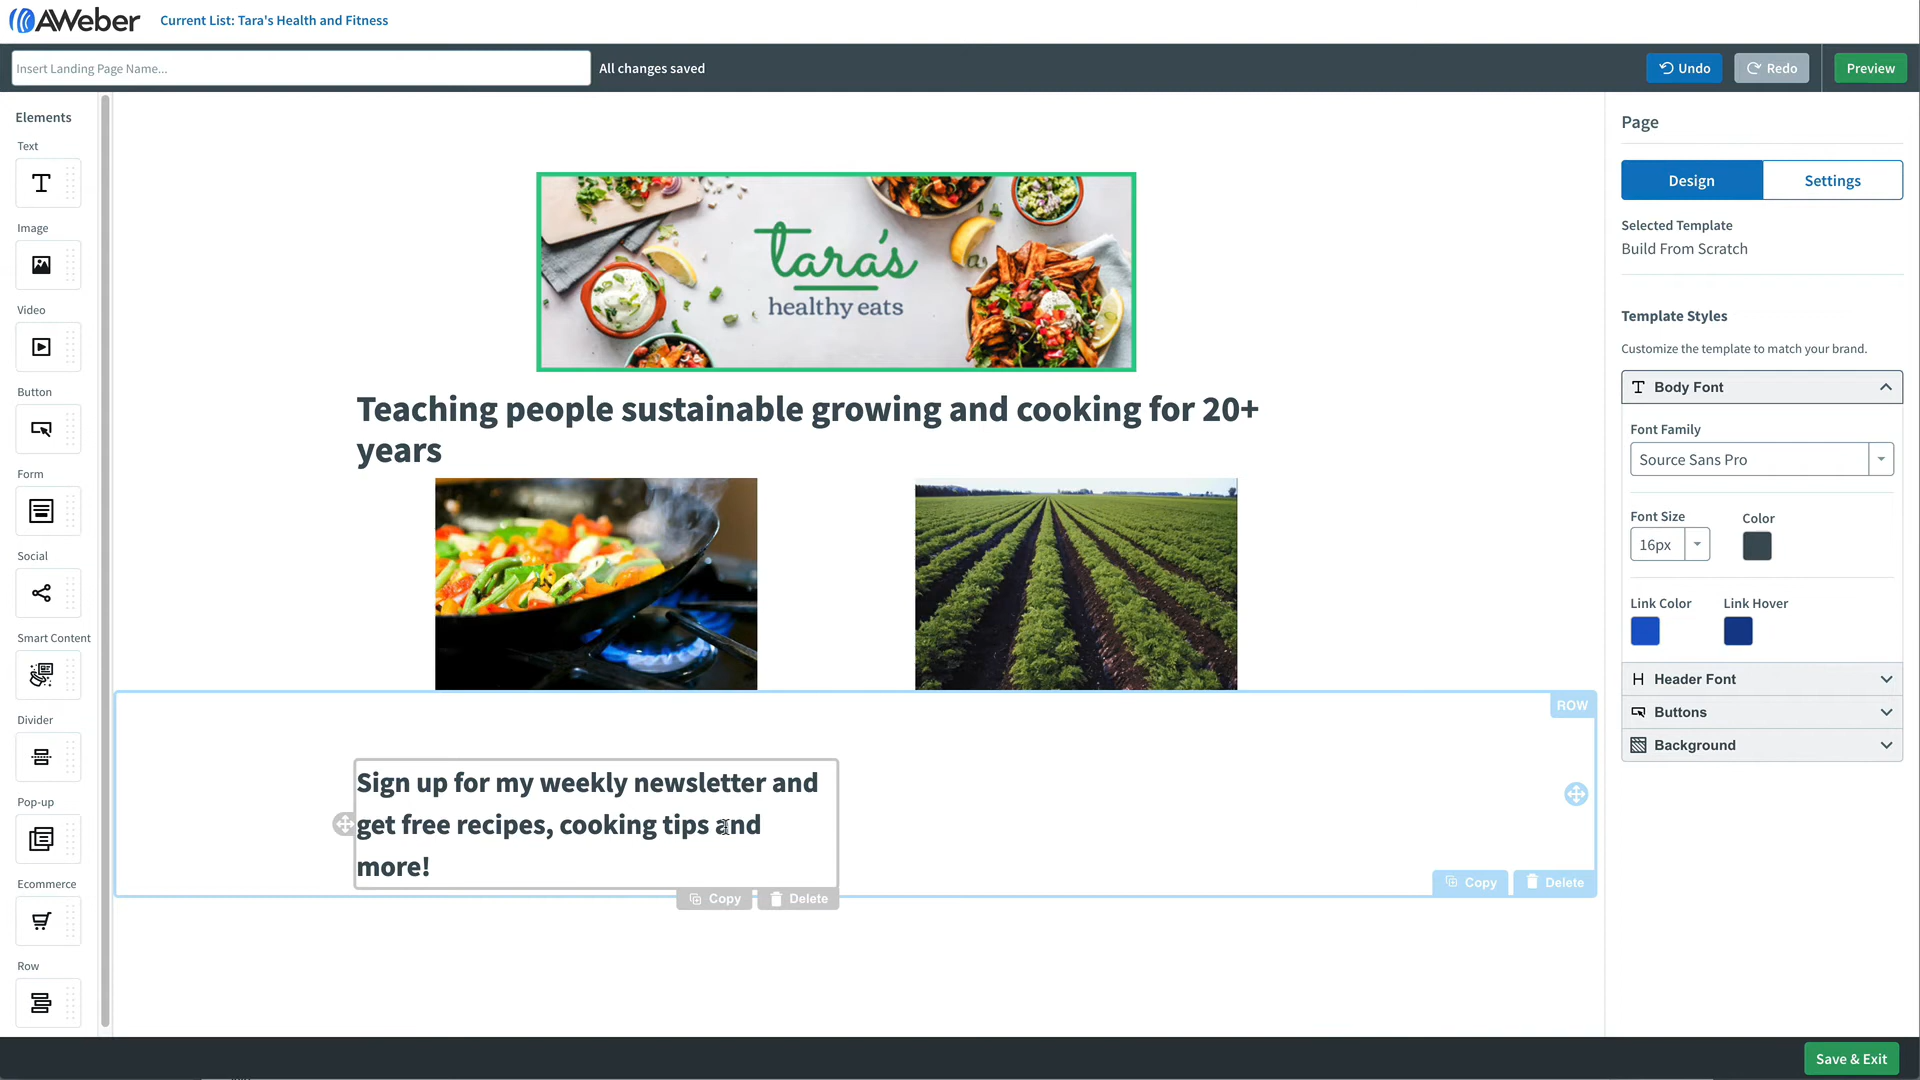 AWeber
Current List: Tara's Health and Fitness
Insert Landing Page Name...
All changes saved
Undo
Redo
Preview
Elements
Text
Image
Video
Button
Form
Social
Smart Content
Divider
Pop-up
Ecommerce
Row
tara's
healthy eats
Teaching people sustainable growing and cooking for 20+
years
ROW
Sign up for my weekly newsletter and
get free recipes, cooking tips and
more!
Copy
Delete
Copy
Delete
Page
Design
Settings
Selected Template
Build From Scratch
Template Styles
Customize the template to match your brand.
Body Font
Font Family
Source Sans Pro
Font Size
Color
16px
Link Color
Link Hover
Header Font
Buttons
Background
Save & Exit